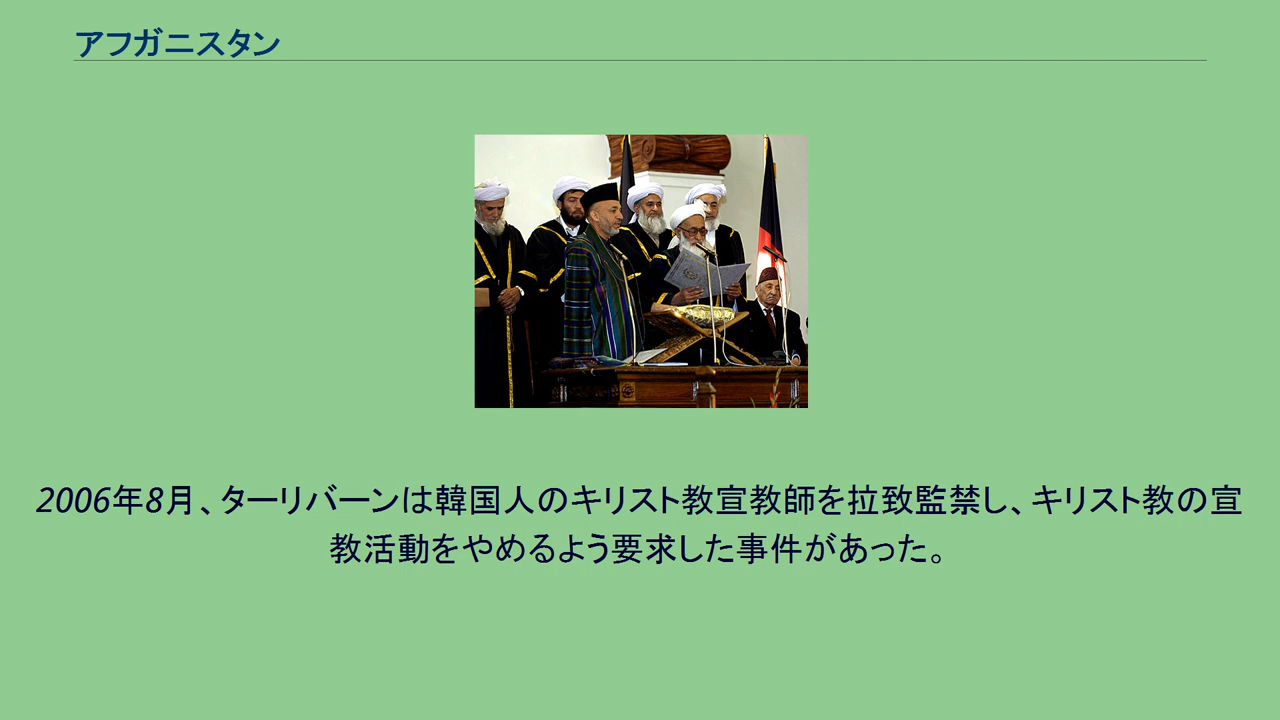 アフガニスタン
2006年8月、ターリバーンは韓国人のキリスト教宣教師を拉致監禁し、キリスト教の宣
教活動をやめるよう要求した事件があった。